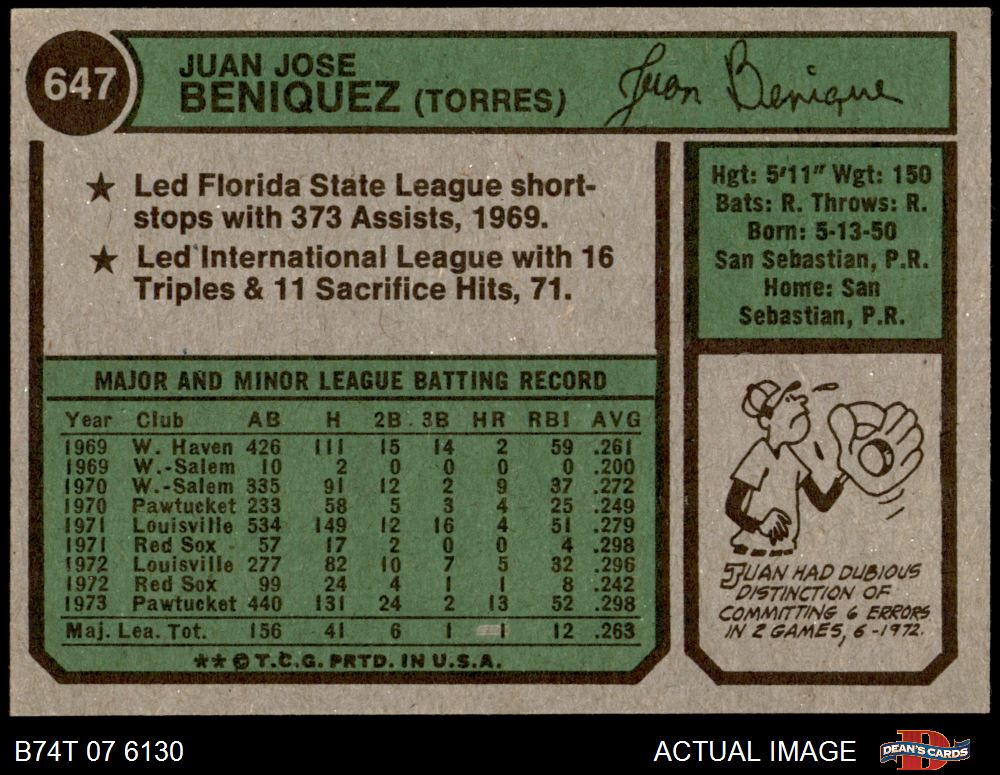 647
JUAN JOSE
BENIQUEZ (TORRES)
Juan Beniquez
★ Led Florida State League short-
stops with 373 Assists, 1969.
★ Led International League with 16
Triples & 11 Sacrifice Hits, 71.
Hgt: 5'11" Wgt: 150
Bats: R. Throws: R.
Born: 5-13-50
San Sebastian, P.R.
Home: San
Sebastian, P.R.
MAJOR AND MINOR LEAGUE BATTING RECORD
Year Club AB H 2B 3B HR RBI AVG
1969 W. Haven 426 111 15 14 2 59 .261
1969 W.-Salem 10 2 0 0 0 0 .200
1970 W.-Salem 335 91 12 2 9 37 .272
1970 Pawtucket 233 58 5 3 4 25 .249
1971 Louisville 534 149 12 16 4 51 .279
1971 Red Sox 57 17 2 0 0 4 .298
1972 Louisville 277 82 10 7 5 32 .296
1972 Red Sox 99 24 4 1 1 8 .242
1973 Pawtucket 440 131 24 2 13 52 .298
Maj. Lea. Tot. 156 41 6 1 1 12 .263
** © T.C.G. PRTD. IN U.S.A.
JUAN HAD DUBIOUS
DISTINCTION OF
COMMITTING 6 ERRORS
IN 2 GAMES, 6-1972.
B74T 07 6130
ACTUAL IMAGE
DEAN'S CARDS